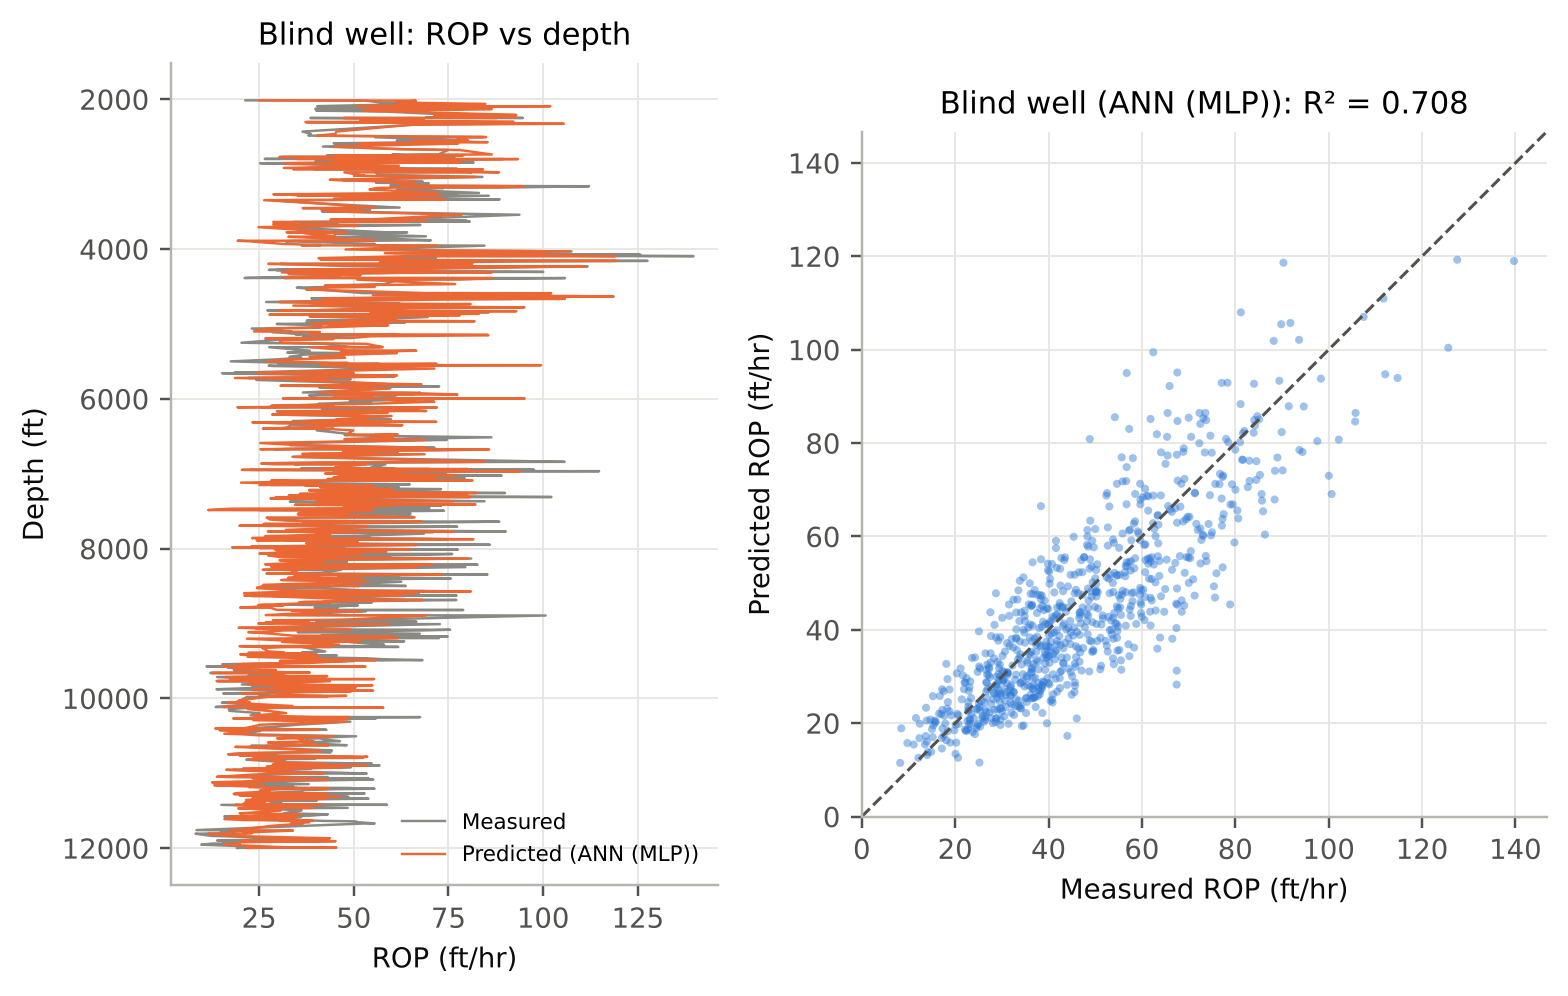 Blind well: ROP vs depth
Depth (ft)
2000
4000
6000
8000
10000
12000
Measured
Predicted (ANN (MLP))
25 50 75 100 125
ROP (ft/hr)
Blind well (ANN (MLP)): R² = 0.708
Predicted ROP (ft/hr)
140
120
100
80
60
40
20
0
0 20 40 60 80 100 120 140
Measured ROP (ft/hr)